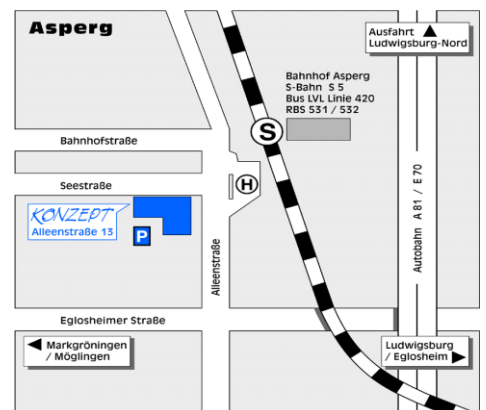 Asperg
Ausfahrt
Ludwigsburg-Nord
Bahnhof Asperg
S-Bahn S 5
Bus LVL Linie 420
RBS 531 / 532
S
Bahnhofstraße
Seestraße
H
KONZEPT
Alleenstraße 13
P
Alleenstraße
Autobahn A 81 / E 70
Eglosheimer Straße
Markgröningen
/ Möglingen
Ludwigsburg
/ Eglosheim